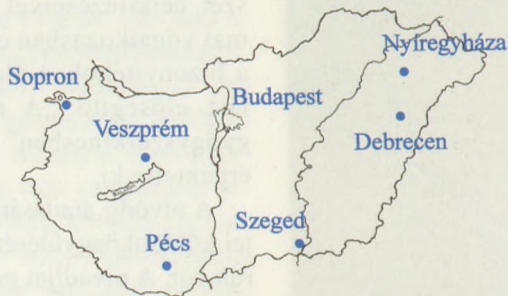 Nyíregyháza
Sopron
Budapest
Veszprém
Debrecen
Szeged
Pécs